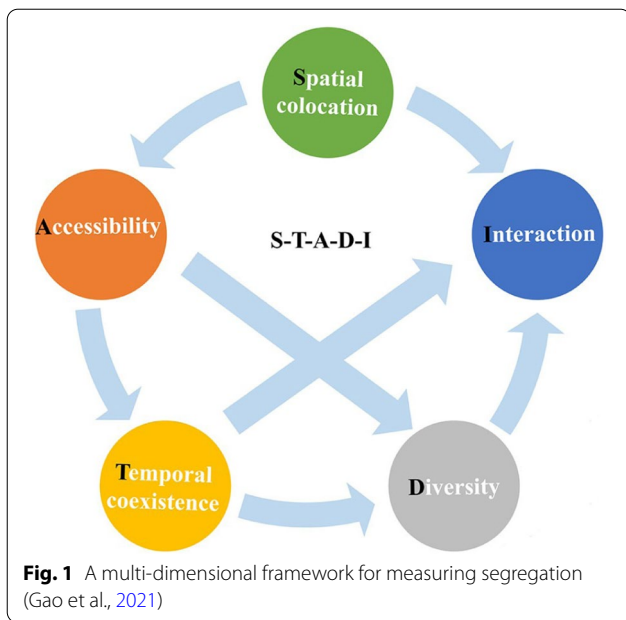 Spatial
colocation
Accessibility
S-T-A-D-I
Interaction
Temporal
coexistence
Diversity
Fig. 1 A multi-dimensional framework for measuring segregation
(Gao et al., 2021)